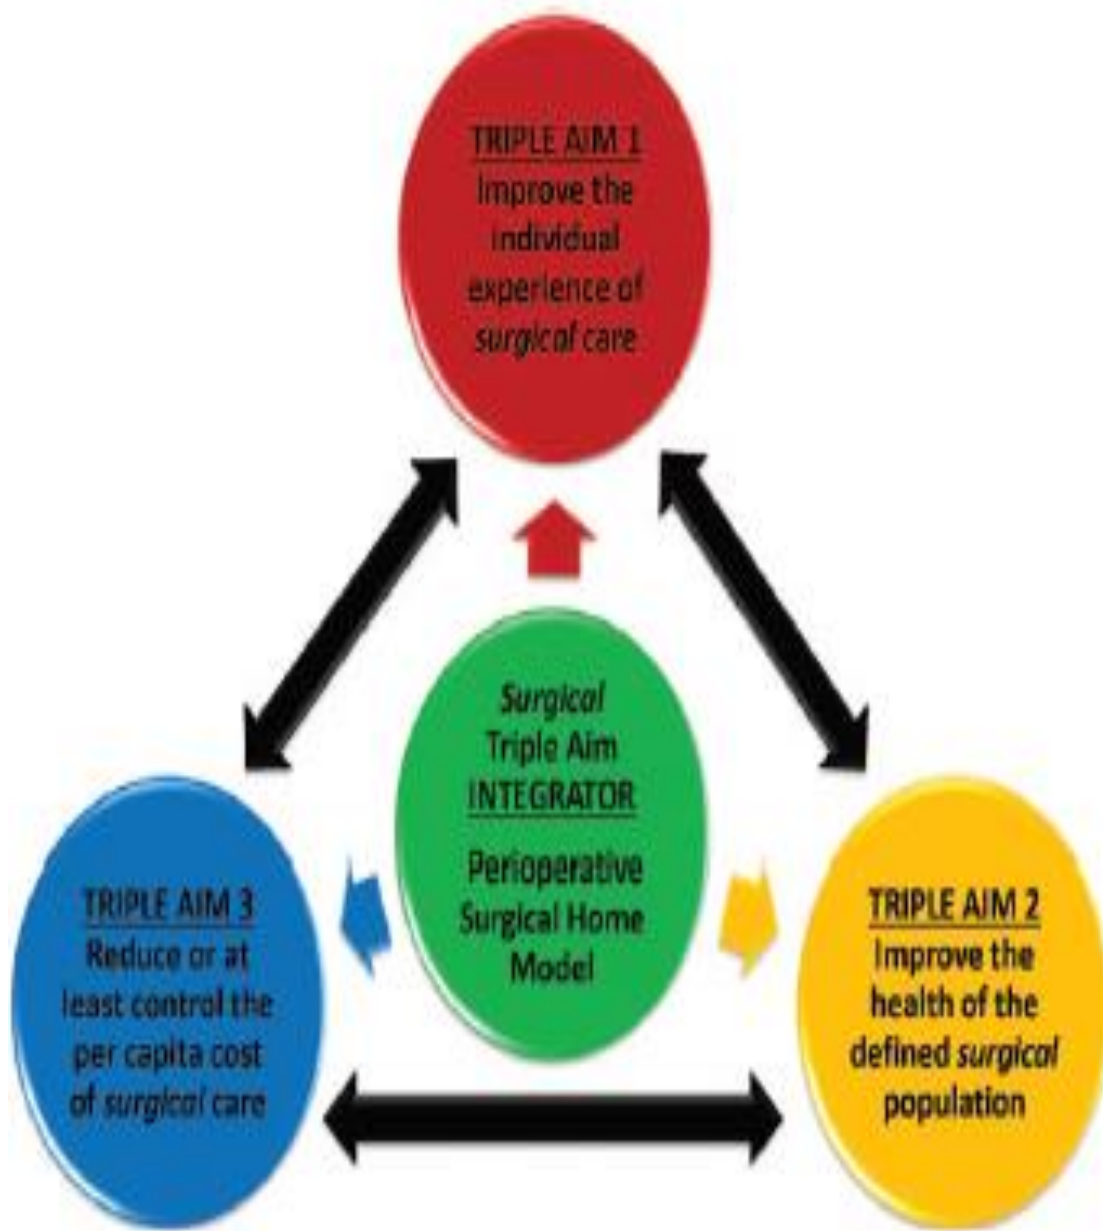 TRIPLE AIM 1
Improve the
individual
experience of
surgical care
Surgical
Triple Aim
INTEGRATOR
Perioperative
Surgical Home
Model
TRIPLE AIM 3
Reduce or at
least control the
per capita cost
of surgical care
TRIPLE AIM 2
Improve the
health of the
defined surgical
population